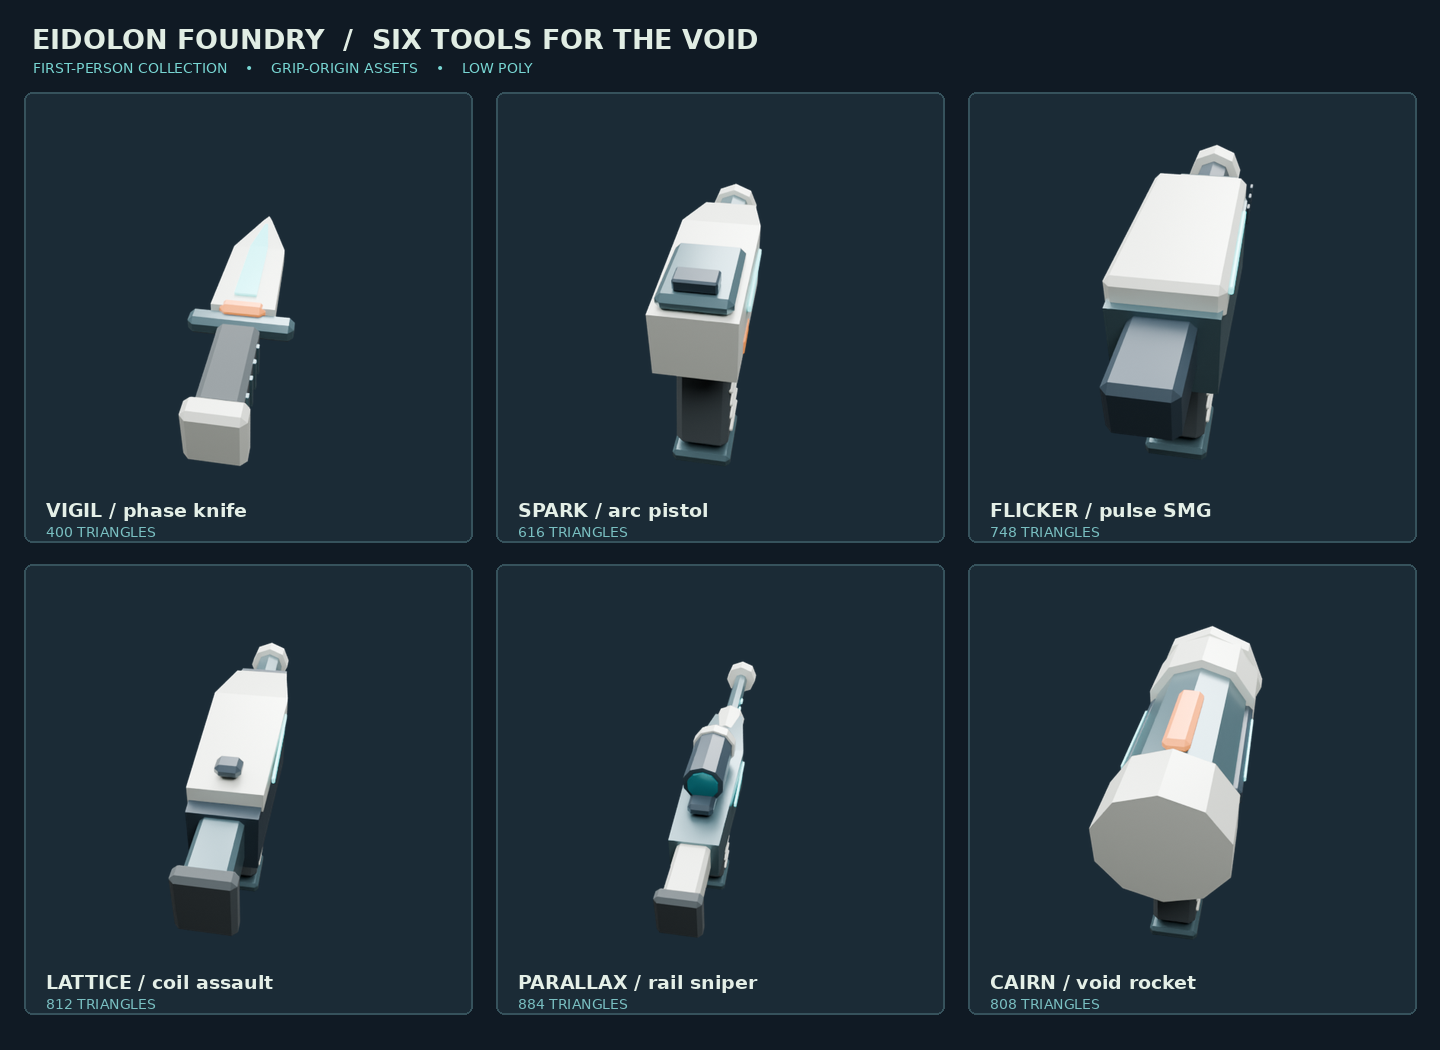 EIDOLON FOUNDRY / SIX TOOLS FOR THE VOID
FIRST-PERSON COLLECTION • GRIP-ORIGIN ASSETS • LOW POLY
VIGIL / phase knife
400 TRIANGLES
SPARK / arc pistol
616 TRIANGLES
FLICKER / pulse SMG
748 TRIANGLES
LATTICE / coil assault
812 TRIANGLES
PARALLAX / rail sniper
884 TRIANGLES
CAIRN / void rocket
808 TRIANGLES